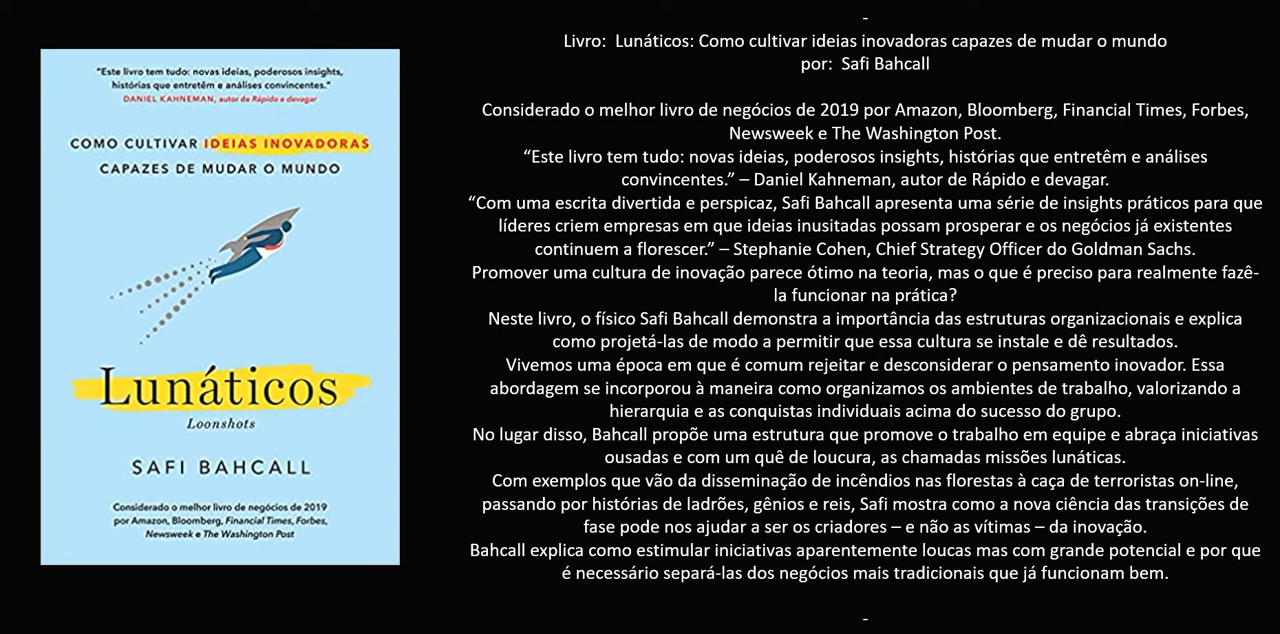 “Este livro tem tudo: novas ideias, poderosos insights,
histórias que entretêm e análises convincentes.”
DANIEL KAHNEMAN, autor de Rápido e devagar
COMO CULTIVAR IDEIAS INOVADORAS
CAPAZES DE MUDAR O MUNDO
Lunáticos
Loonshots
SAFI BAHCALL
Considerado o melhor livro de negócios de 2019
por Amazon, Bloomberg, Financial Times, Forbes,
Newsweek e The Washington Post
-
Livro:  Lunáticos: Como cultivar ideias inovadoras capazes de mudar o mundo
por:  Safi Bahcall
Considerado o melhor livro de negócios de 2019 por Amazon, Bloomberg, Financial Times, Forbes,
Newsweek e The Washington Post.
“Este livro tem tudo: novas ideias, poderosos insights, histórias que entretêm e análises
convincentes.” – Daniel Kahneman, autor de Rápido e devagar.
“Com uma escrita divertida e perspicaz, Safi Bahcall apresenta uma série de insights práticos para que
líderes criem empresas em que ideias inusitadas possam prosperar e os negócios já existentes
continuem a florescer.” – Stephanie Cohen, Chief Strategy Officer do Goldman Sachs.
Promover uma cultura de inovação parece ótimo na teoria, mas o que é preciso para realmente fazê-
la funcionar na prática?
Neste livro, o físico Safi Bahcall demonstra a importância das estruturas organizacionais e explica
como projetá-las de modo a permitir que essa cultura se instale e dê resultados.
Vivemos uma época em que é comum rejeitar e desconsiderar o pensamento inovador. Essa
abordagem se incorporou à maneira como organizamos os ambientes de trabalho, valorizando a
hierarquia e as conquistas individuais acima do sucesso do grupo.
No lugar disso, Bahcall propõe uma estrutura que promove o trabalho em equipe e abraça iniciativas
ousadas e com um quê de loucura, as chamadas missões lunáticas.
Com exemplos que vão da disseminação de incêndios nas florestas à caça de terroristas on-line,
passando por histórias de ladrões, gênios e reis, Safi mostra como a nova ciência das transições de
fase pode nos ajudar a ser os criadores – e não as vítimas – da inovação.
Bahcall explica como estimular iniciativas aparentemente loucas mas com grande potencial e por que
é necessário separá-las dos negócios mais tradicionais que já funcionam bem.
-